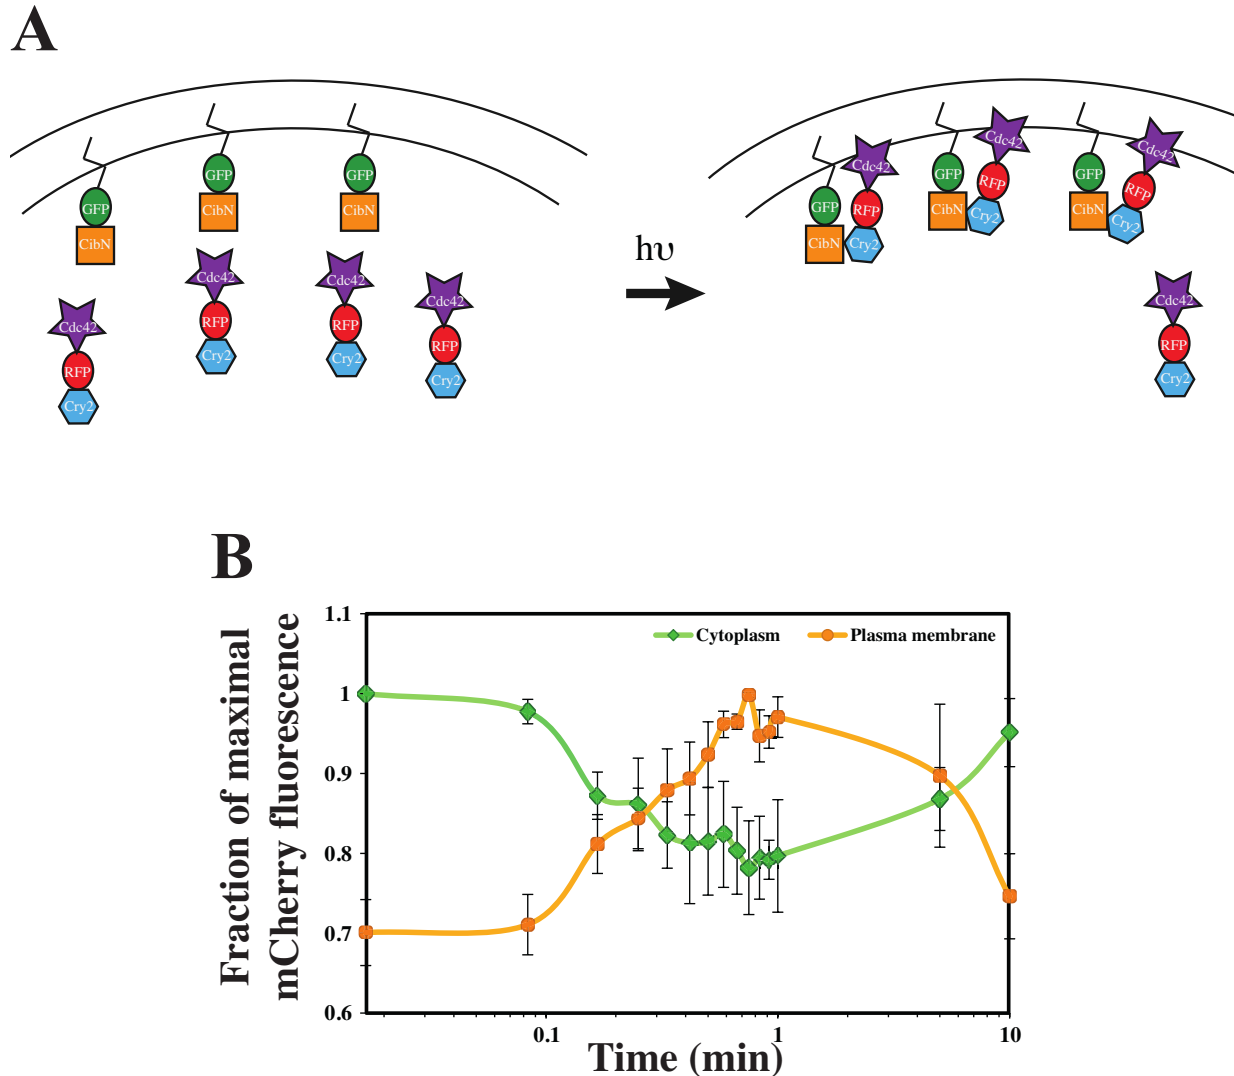 A
GFP
CibN
GFP
CibN
GFP
CibN
Cdc42
RFP
Cry2
Cdc42
RFP
Cry2
Cdc42
RFP
Cry2
Cdc42
RFP
Cry2
hυ
GFP
CibN
Cdc42
RFP
Cry2
GFP
CibN
Cdc42
RFP
Cry2
GFP
CibN
Cdc42
RFP
Cry2
Cdc42
RFP
Cry2
B
Fraction of maximal
mCherry fluorescence
1.1
1
0.9
0.8
0.7
0.6
Cytoplasm
Plasma membrane
0.1
1
10
Time (min)